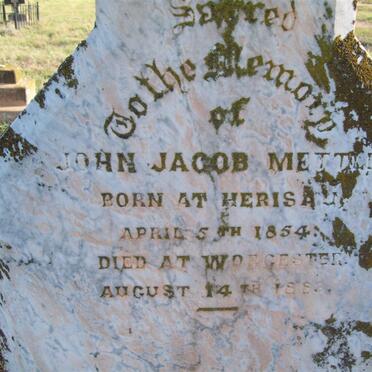 Sacred
To the Memory
of
JOHN JACOB
BORN AT HERISAU
APRIL 5TH 1854.
DIED AT WORCESTER
AUGUST 14TH